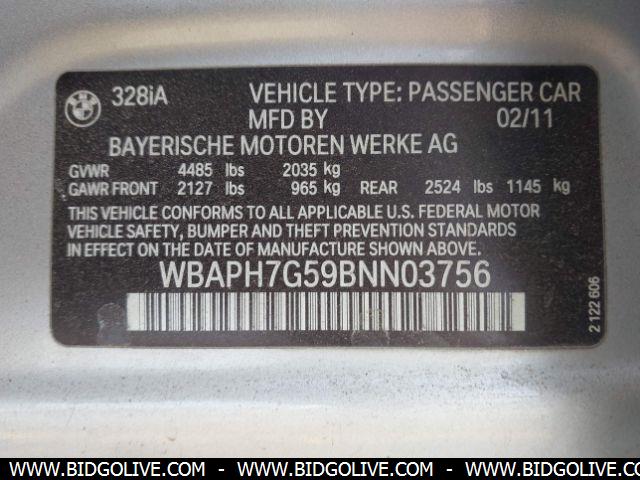 BMW
328iA VEHICLE TYPE: PASSENGER CAR
MFD BY 02/11
BAYERISCHE MOTOREN WERKE AG
GVWR 4485 lbs 2035 kg
GAWR FRONT 2127 lbs 965 kg REAR 2524 lbs 1145 kg
THIS VEHICLE CONFORMS TO ALL APPLICABLE U.S. FEDERAL MOTOR
VEHICLE SAFETY, BUMPER AND THEFT PREVENTION STANDARDS
IN EFFECT ON THE DATE OF MANUFACTURE SHOWN ABOVE.
WBAPH7G59BNN03756
2 122 606
WWW.BIDGOLIVE.COM - WWW.BIDGOLIVE.COM - WWW.BIDGOLIVE.COM